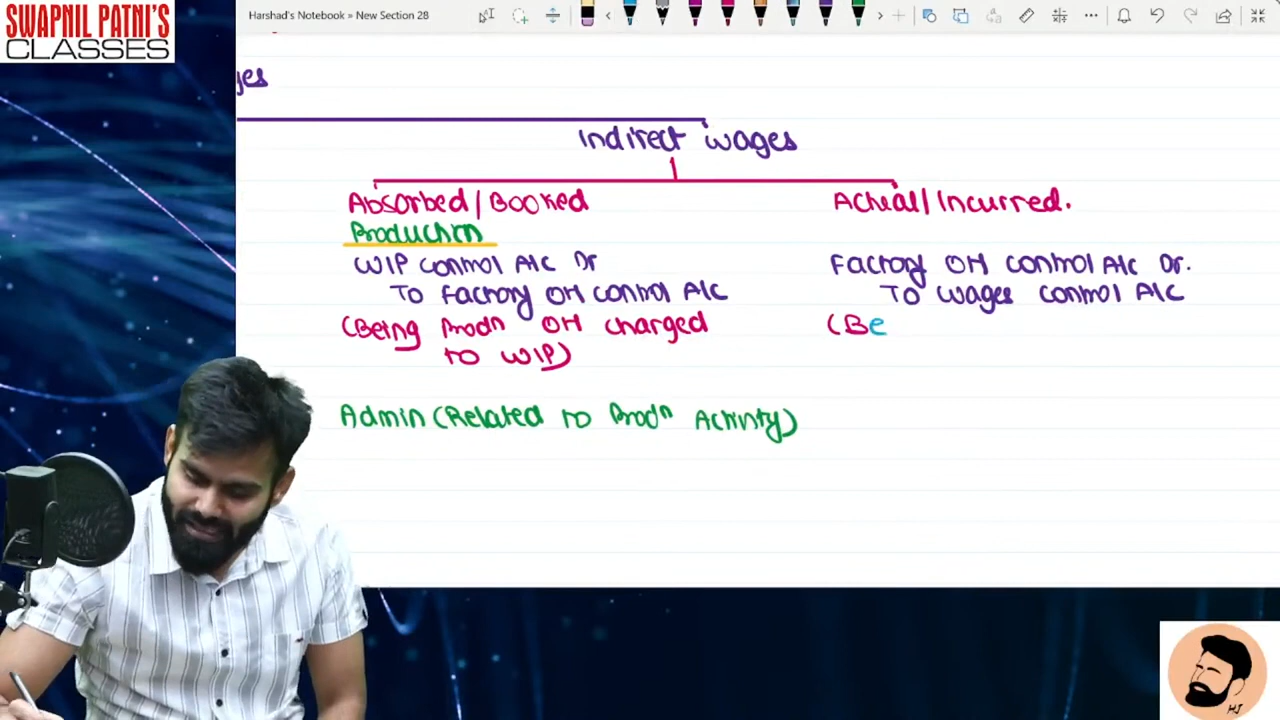 SWAPNIL PATNI'S
CLASSES
Harshad's Notebook » New Section 28
ges
Indirect wages
Absorbed/Booked
Production
WIP control A/c Dr
To factory OH control A/c
(Being Prodn OH charged
to WIP)
Admin (Related to Prodn Activity)
Actual/Incurred.
Factory OH control A/c Dr.
To wages control A/c
(Be
HJ